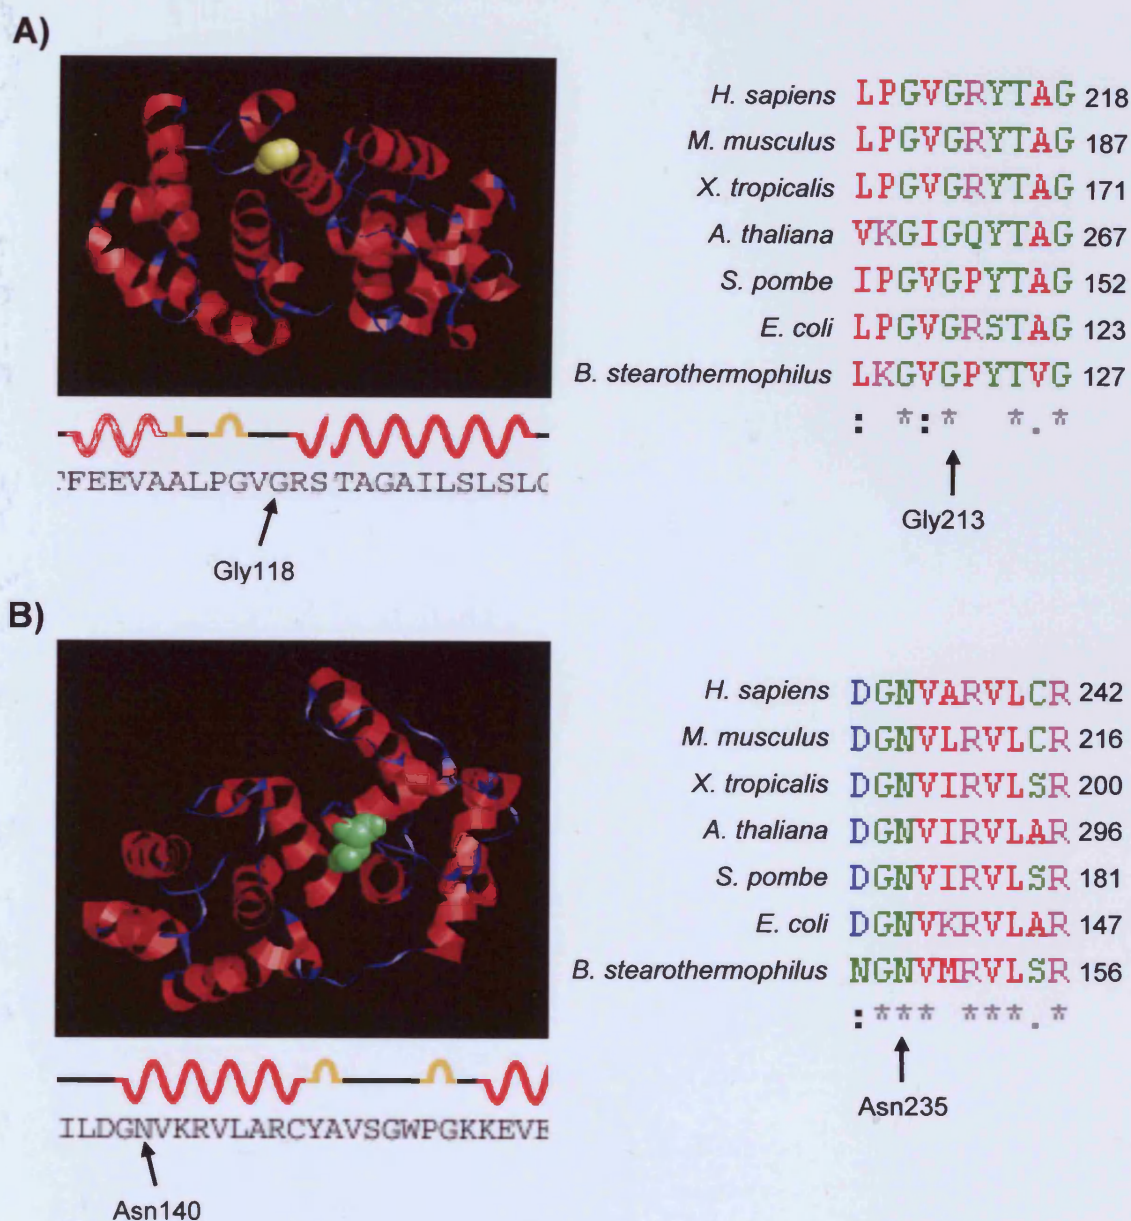 A)
H. sapiens LPGVGRYTAG 218
M. musculus LPGVGRYTAG 187
X. tropicalis LPGVGRYTAG 171
A. thaliana VKGIGQYTAG 267
S. pombe IPGVGPYTAG 152
E. coli LPGVGRSTAG 123
B. stearothermophilus LKGVGPYTVG 127
: *:* *.*
Gly213
FEEVAALPGVGRSTAGAILSLSL
Gly118
B)
H. sapiens DGNVARVLCR 242
M. musculus DGNVLRVLCR 216
X. tropicalis DGNVIRVLSR 200
A. thaliana DGNVIRVLAR 296
S. pombe DGNVIRVLSR 181
E. coli DGNVKRVLAR 147
B. stearothermophilus NGNVMRVLSR 156
:*** ***.*
Asn235
ILDGNVKRVLARCYAVSGWPGKKEVE
Asn140